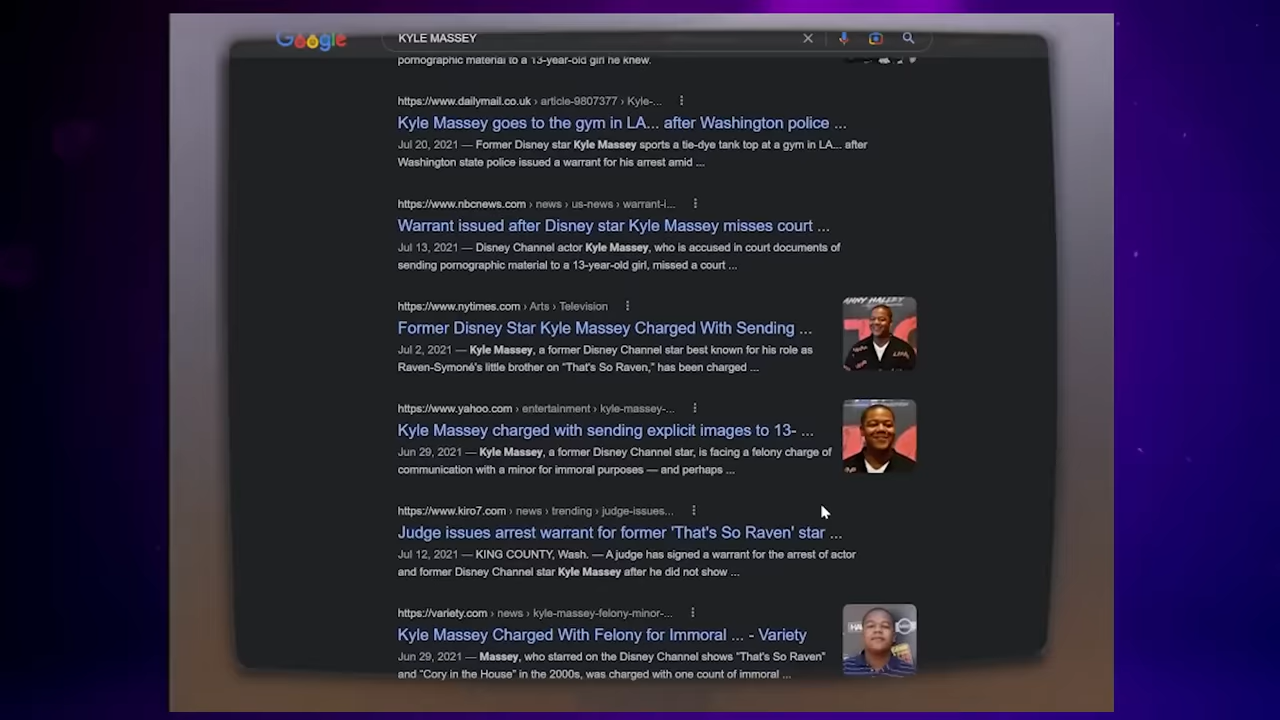 Google
KYLE MASSEY
pornographic material to a 13-year-old girl he knew.
https://www.dailymail.co.uk › article-9807377 › Kyle-...
Kyle Massey goes to the gym in LA... after Washington police ...
Jul 20, 2021 — Former Disney star Kyle Massey sports a tie-dye tank top at a gym in LA... after
Washington state police issued a warrant for his arrest amid ...
https://www.nbcnews.com › news › us-news › warrant-i...
Warrant issued after Disney star Kyle Massey misses court ...
Jul 13, 2021 — Disney Channel actor Kyle Massey, who is accused in court documents of
sending pornographic material to a 13-year-old girl, missed a court ...
https://www.nytimes.com › Arts › Television
Former Disney Star Kyle Massey Charged With Sending ...
Jul 2, 2021 — Kyle Massey, a former Disney Channel star best known for his role as
Raven-Symoné's little brother on "That's So Raven," has been charged ...
https://www.yahoo.com › entertainment › kyle-massey-...
Kyle Massey charged with sending explicit images to 13- ...
Jun 29, 2021 — Kyle Massey, a former Disney Channel star, is facing a felony charge of
communication with a minor for immoral purposes — and perhaps ...
https://www.kiro7.com › news › trending › judge-issues...
Judge issues arrest warrant for former 'That's So Raven' star ...
Jul 12, 2021 — KING COUNTY, Wash. — A judge has signed a warrant for the arrest of actor
and former Disney Channel star Kyle Massey after he did not show ...
https://variety.com › news › kyle-massey-felony-minor-...
Kyle Massey Charged With Felony for Immoral ... - Variety
Jun 29, 2021 — Massey, who starred on the Disney Channel shows "That's So Raven"
and "Cory in the House" in the 2000s, was charged with one count of immoral ...